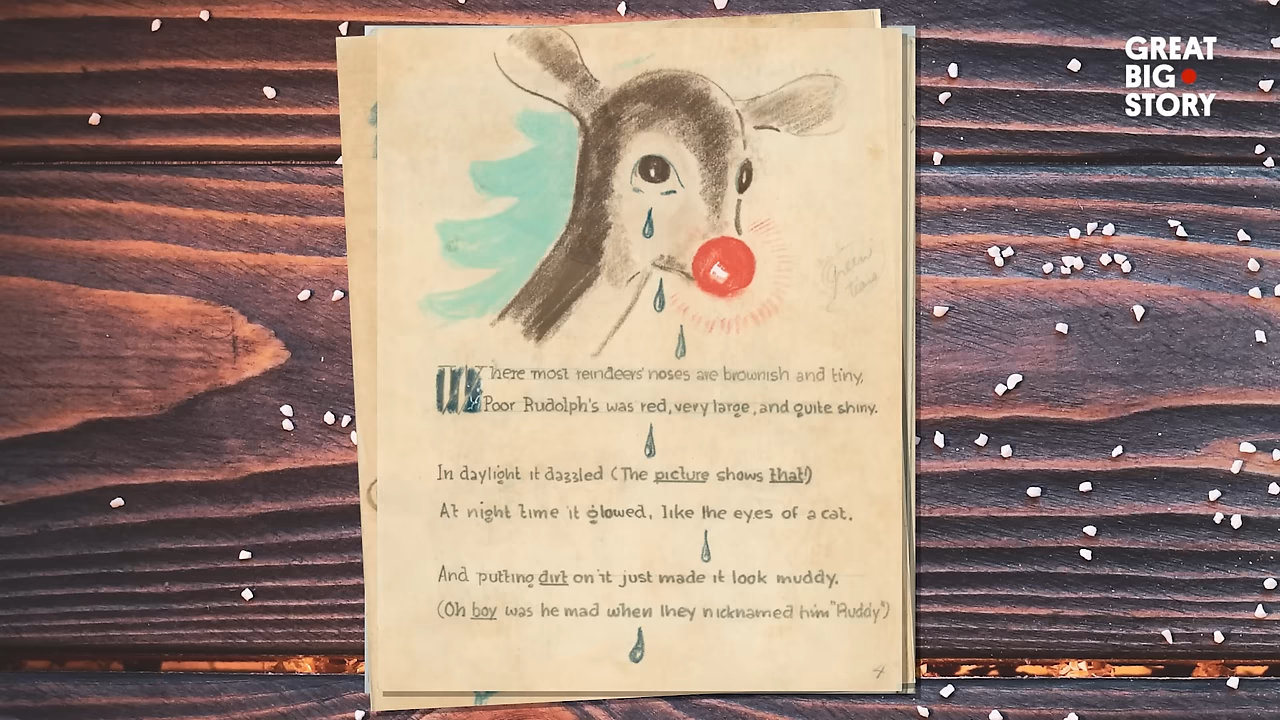 GREAT
BIG
STORY
green
tears
Where most reindeers' noses are brownish and tiny,
Poor Rudolph's was red, very large, and quite shiny.
In daylight it dazzled (The picture shows that!)
At night time it glowed, like the eyes of a cat.
And putting dirt on it just made it look muddy.
(Oh boy was he mad when they nicknamed him "Ruddy")
4